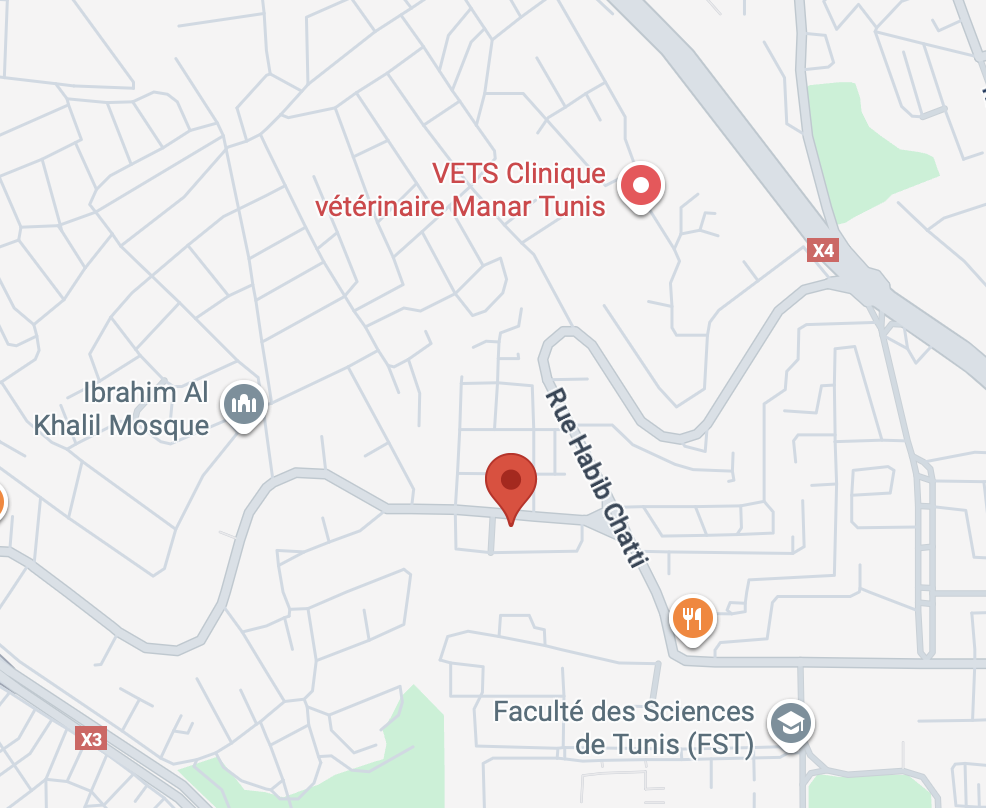 VETS Clinique
vétérinaire Manar Tunis
X4
Ibrahim Al
Khalil Mosque
Rue Habib Chatti
Faculté des Sciences
de Tunis (FST)
X3